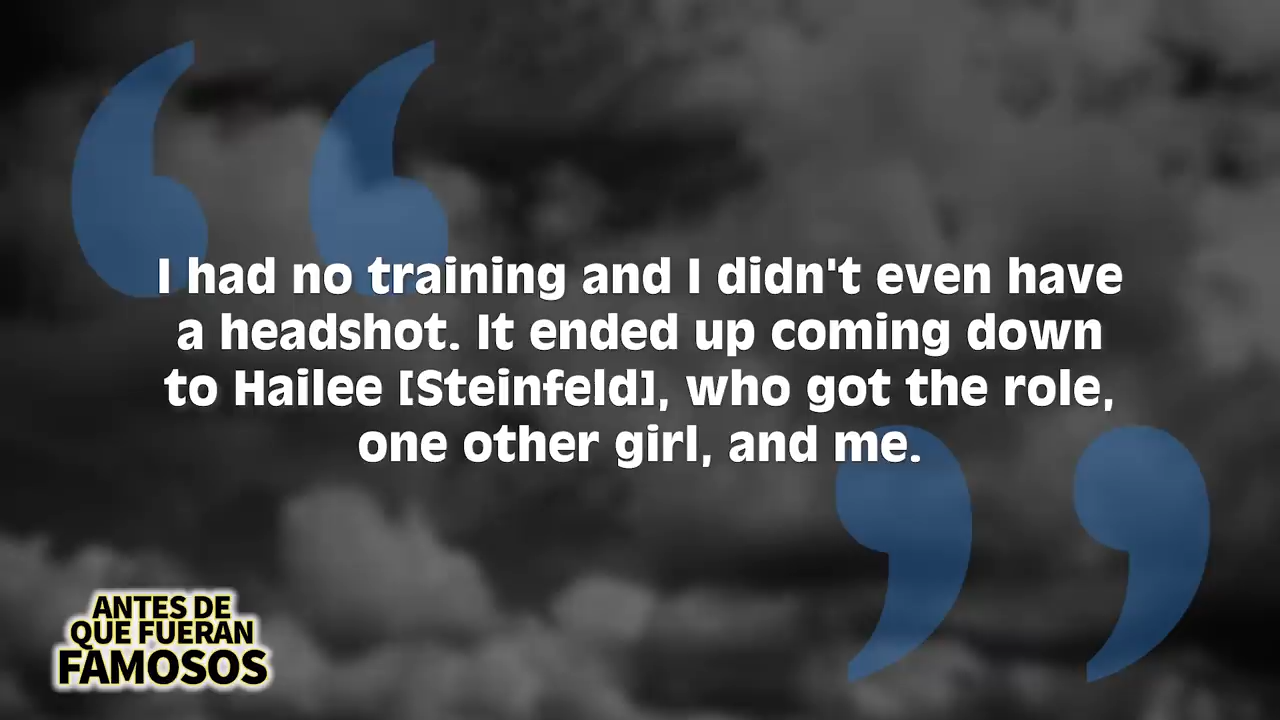 I had no training and I didn't even have
a headshot. It ended up coming down
to Hailee [Steinfeld], who got the role,
one other girl, and me.
ANTES DE
QUE FUERAN
FAMOSOS